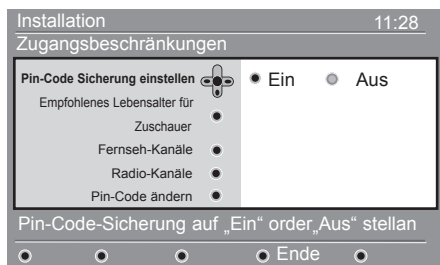 Installation 11:28
Zugangsbeschränkungen
Pin-Code Sicherung einstellen Ein Aus
Empfohlenes Lebensalter für
Zuschauer
Fernseh-Kanäle
Radio-Kanäle
Pin-Code ändern
Pin-Code-Sicherung auf „Ein“ order„Aus“ stellan
Ende